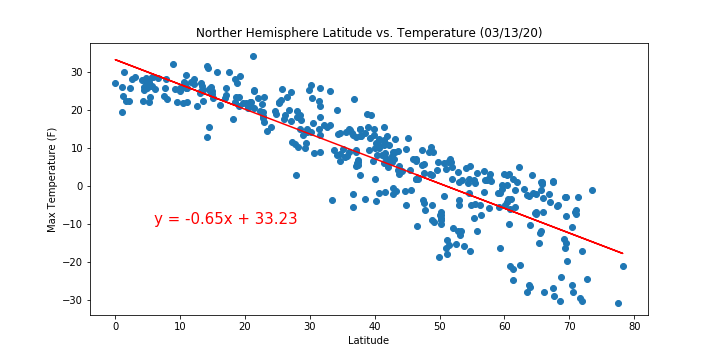 Norther Hemisphere Latitude vs. Temperature (03/13/20)
Max Temperature (F)
30
20
10
0
−10
−20
−30
y = -0.65x + 33.23
0 10 20 30 40 50 60 70 80
Latitude